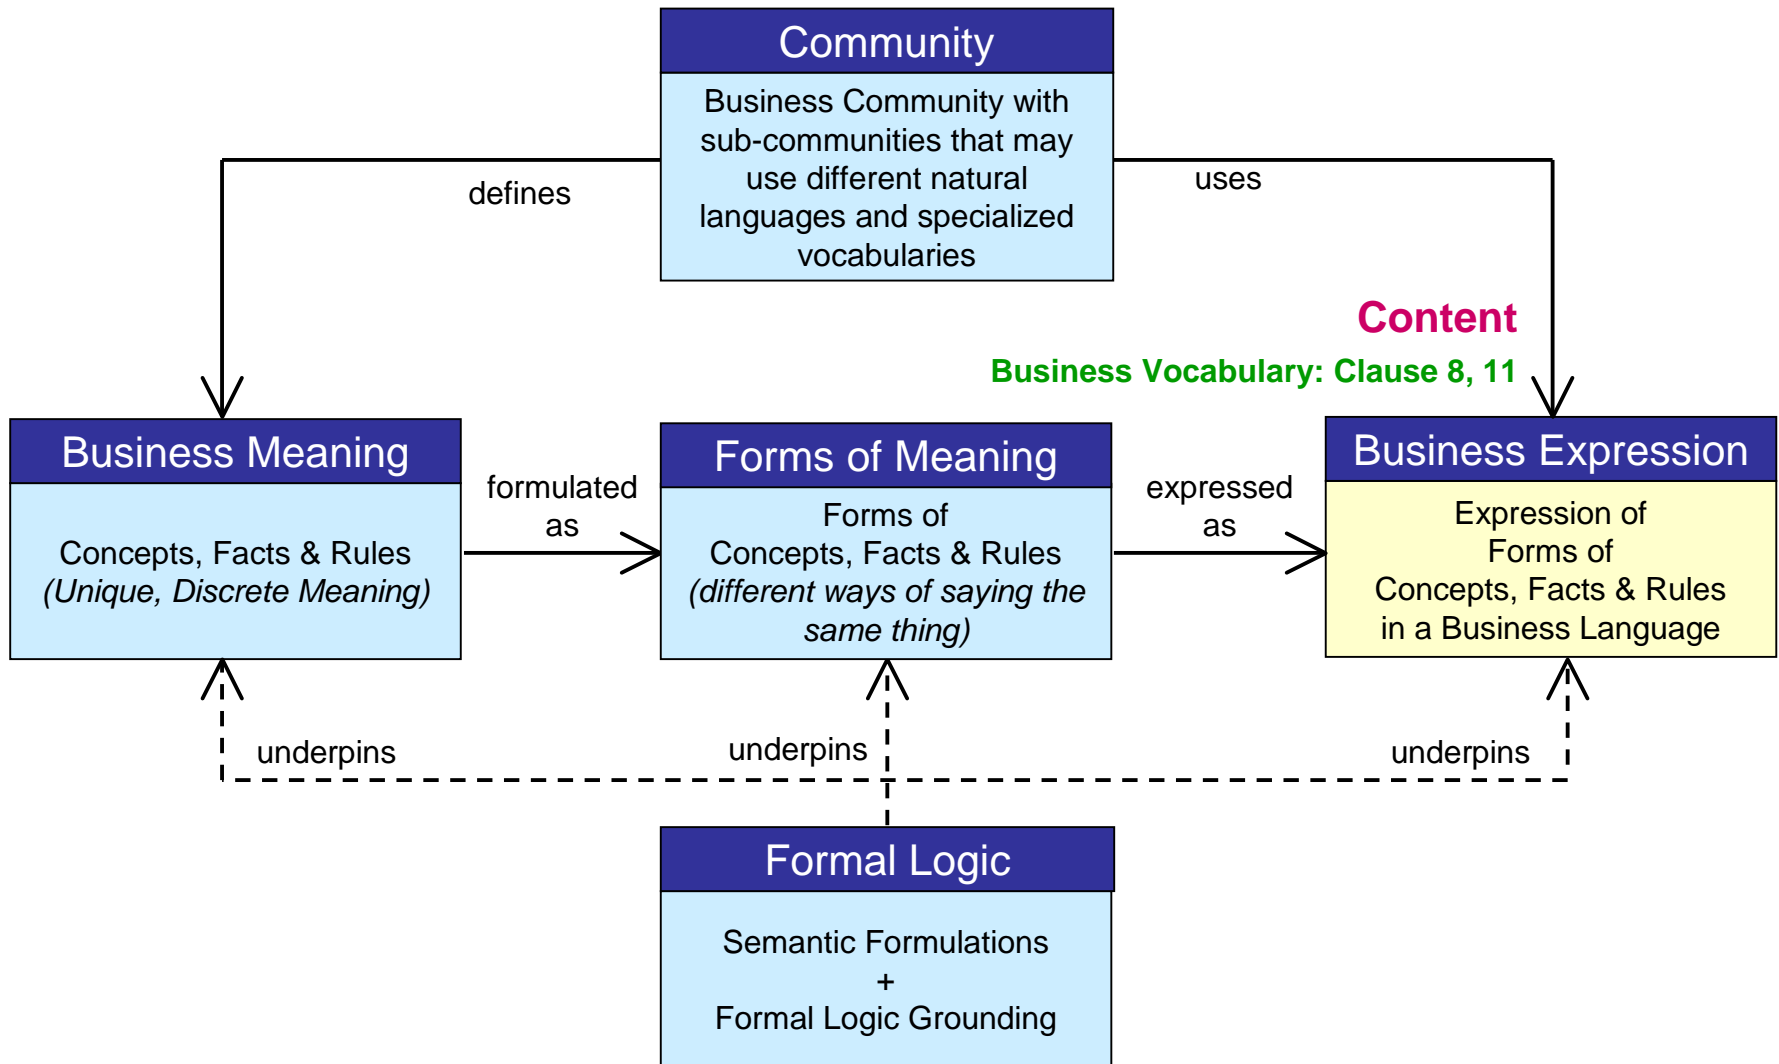 Community
Business Community with
sub-communities that may
use different natural
languages and specialized
vocabularies
defines
uses
Content
Business Vocabulary: Clause 8, 11
Business Meaning
Concepts, Facts & Rules
(Unique, Discrete Meaning)
formulated
as
Forms of Meaning
Forms of
Concepts, Facts & Rules
(different ways of saying the
same thing)
expressed
as
Business Expression
Expression of
Forms of
Concepts, Facts & Rules
in a Business Language
underpins
underpins
underpins
Formal Logic
Semantic Formulations
+
Formal Logic Grounding